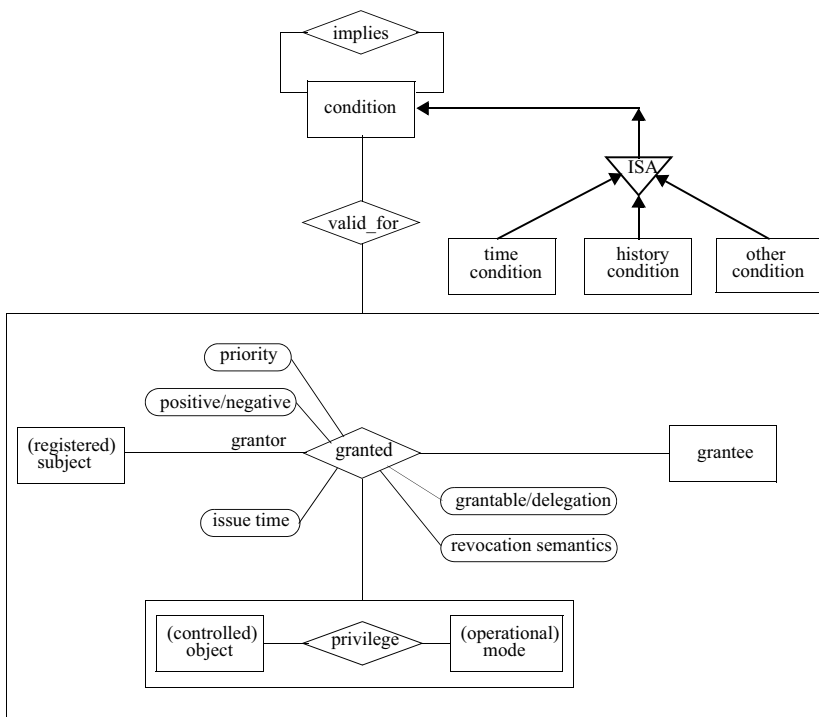 implies
condition
ISA
valid_for
time
condition
history
condition
other
condition
priority
positive/negative
(registered)
subject
grantor
granted
grantee
grantable/delegation
issue time
revocation semantics
(controlled)
object
privilege
(operational)
mode